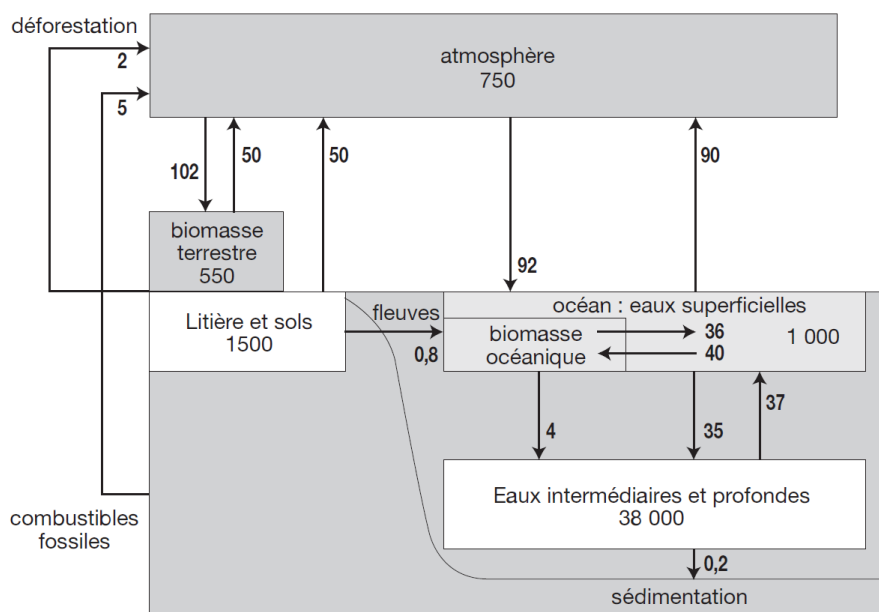 déforestation
2
5
atmosphère
750
102
50
50
90
biomasse
terrestre
550
92
Litière et sols
1500
fleuves
0,8
océan : eaux superficielles
1 000
biomasse
océanique
36
40
4
35
37
Eaux intermédiaires et profondes
38 000
combustibles
fossiles
0,2
sédimentation